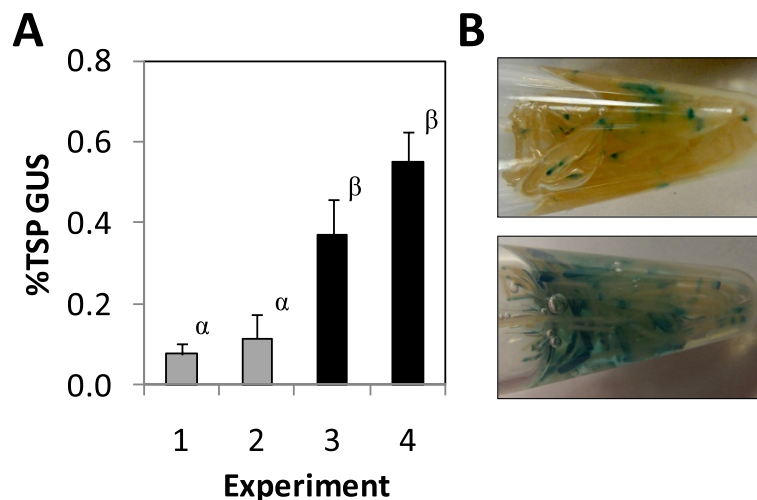 A
B
0.8
0.6
0.4
0.2
0.0
%TSP GUS
α
α
β
β
1 2 3 4
Experiment